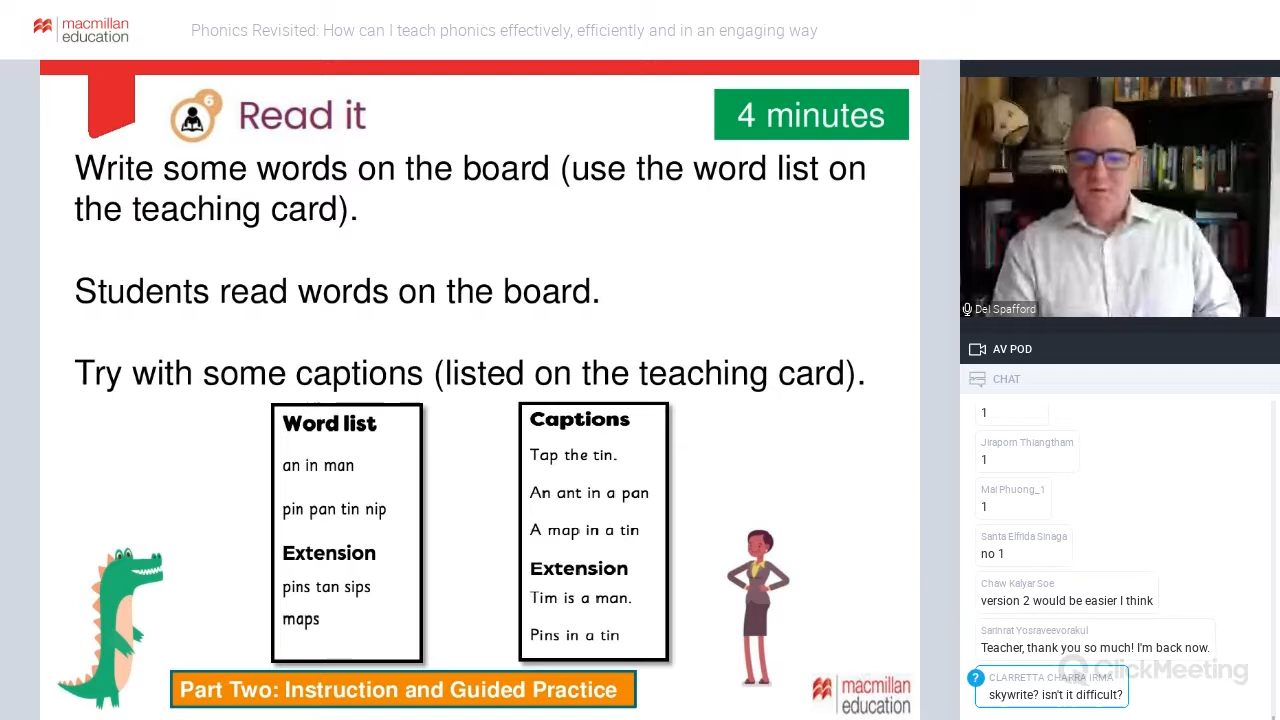 macmillan
education
Phonics Revisited: How can I teach phonics effectively, efficiently and in an engaging way
6
Read it
4 minutes
Write some words on the board (use the word list on
the teaching card).
Students read words on the board.
Try with some captions (listed on the teaching card).
Word list
an in man
pin pan tin nip
Extension
pins tan sips
maps
Captions
Tap the tin.
An ant in a pan
A map in a tin
Extension
Tim is a man.
Pins in a tin
Part Two: Instruction and Guided Practice
macmillan
education
Del Spafford
AV POD
CHAT
1
Jiraporn Thiangtham
1
Mai Phuong_1
1
Santa Elfrida Sinaga
no 1
Chaw Kalyar Soe
version 2 would be easier I think
Sarinrat Yosraveevorakul
Teacher, thank you so much! I'm back now.
ClickMeeting
? CLARRETTA CHAFRA IRMA
skywrite? isn't it difficult?